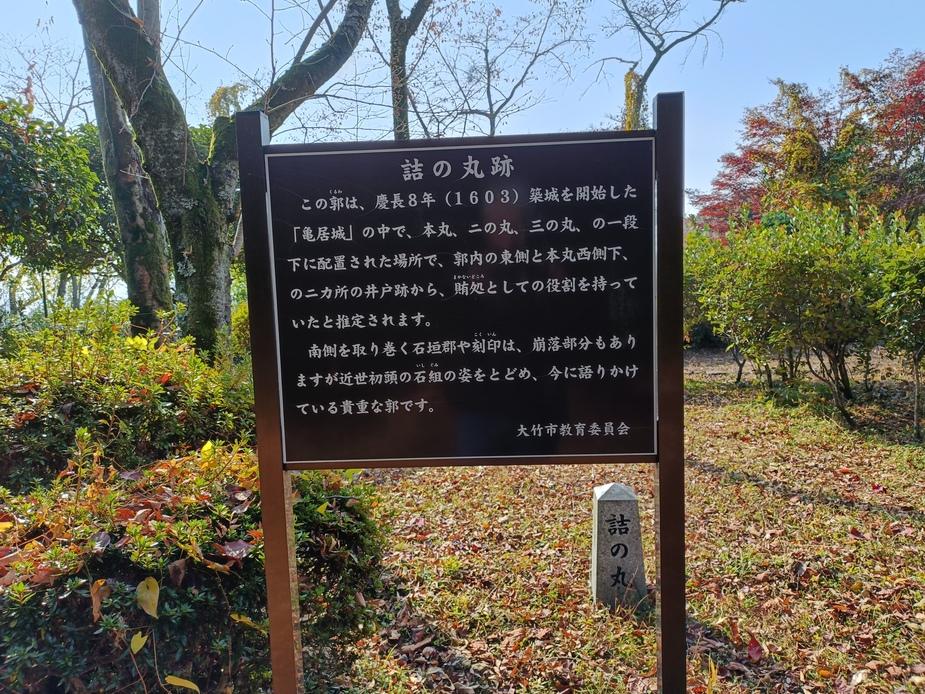 詰の丸跡
この郭は、慶長8年（1603）築城を開始した
「亀居城」の中で、本丸、二の丸、三の丸、の一段
下に配置された場所で、郭内の東側と本丸西側下、
の二カ所の井戸跡から、賄処としての役割を持って
いたと推定されます。
南側を取り巻く石垣郡や刻印は、崩落部分もあり
ますが近世初頭の石組の姿をとどめ、今に語りかけ
ている貴重な郭です。
大竹市教育委員会
詰の丸